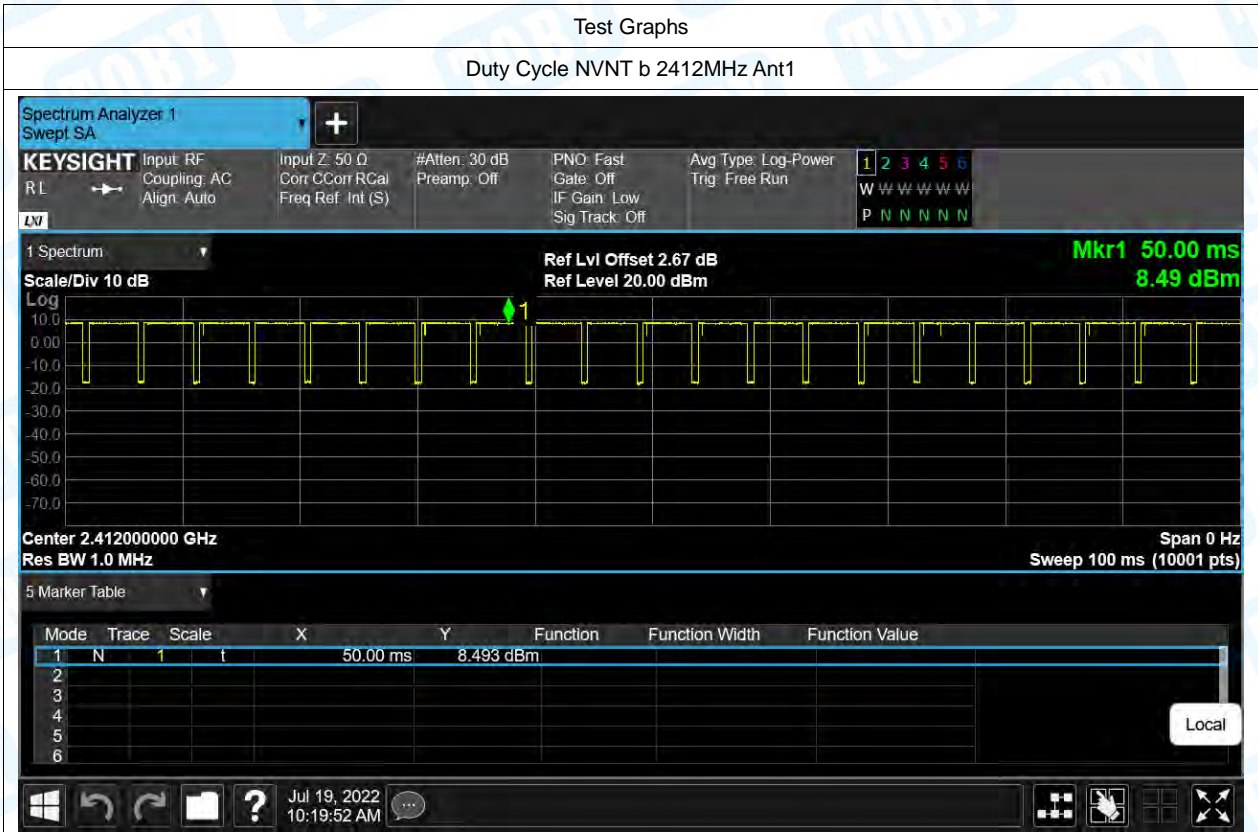 Test Graphs
Duty Cycle NVNT b 2412MHz Ant1
Spectrum Analyzer 1
Swept SA
KEYSIGHT Input: RF Input Z: 50 Ω #Atten: 30 dB PNO: Fast Avg Type: Log-Power 1 2 3 4 5 6
R L Coupling: AC Corr CCorr RCal Preamp: Off Gate: Off Trig: Free Run W W W W W W
Align: Auto Freq Ref: Int (S) IF Gain: Low
LXI Sig Track: Off P N N N N N
1 Spectrum Ref Lvl Offset 2.67 dB Mkr1 50.00 ms
Scale/Div 10 dB Ref Level 20.00 dBm 8.49 dBm
Log
1
10.0
0.00
-10.0
-20.0
-30.0
-40.0
-50.0
-60.0
-70.0
Center 2.412000000 GHz Span 0 Hz
Res BW 1.0 MHz Sweep 100 ms (10001 pts)
5 Marker Table
Mode Trace Scale X Y Function Function Width Function Value
1 N 1 t 50.00 ms 8.493 dBm
2
3
4
5
6
Local
? Jul 19, 2022
10:19:52 AM
TOBY